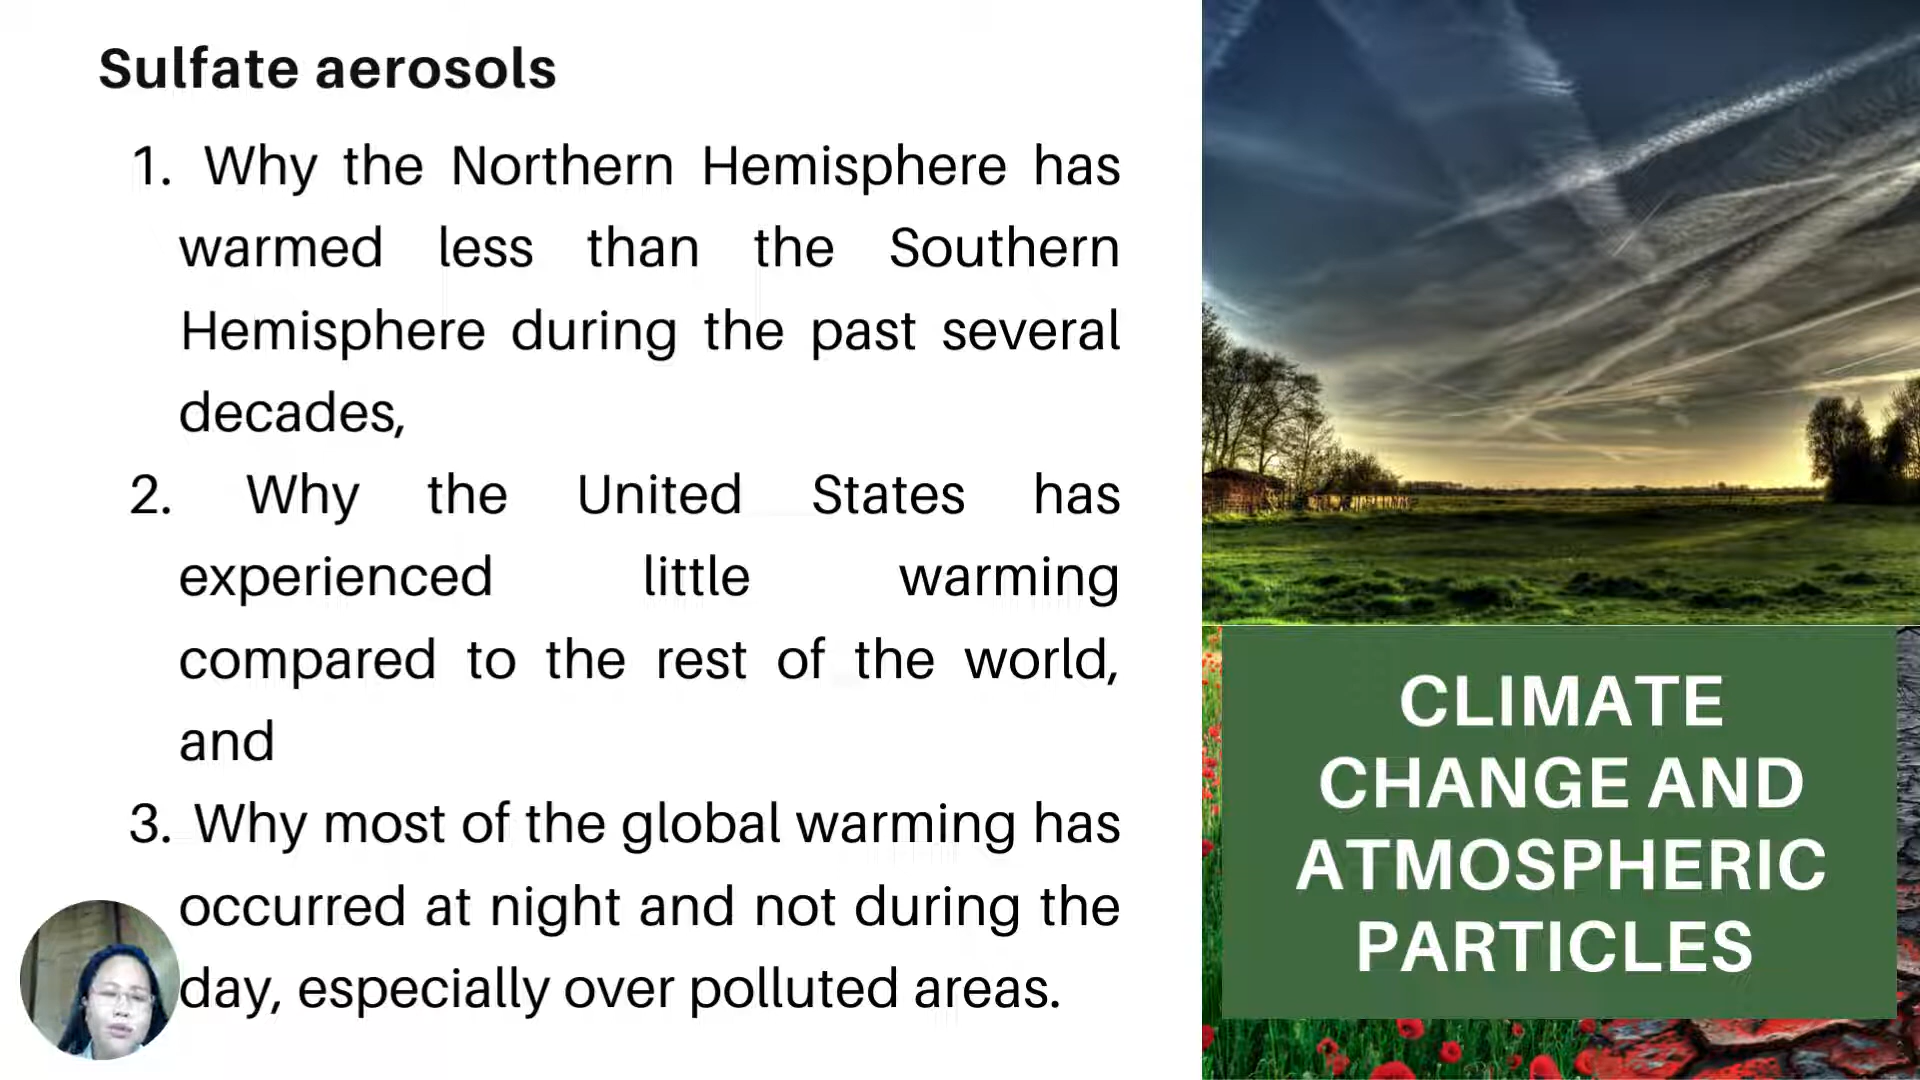 Sulfate aerosols
1. Why the Northern Hemisphere has
warmed less than the Southern
Hemisphere during the past several
decades,
2. Why the United States has
experienced little warming
compared to the rest of the world,
and
3. Why most of the global warming has
occurred at night and not during the
day, especially over polluted areas.
CLIMATE
CHANGE AND
ATMOSPHERIC
PARTICLES